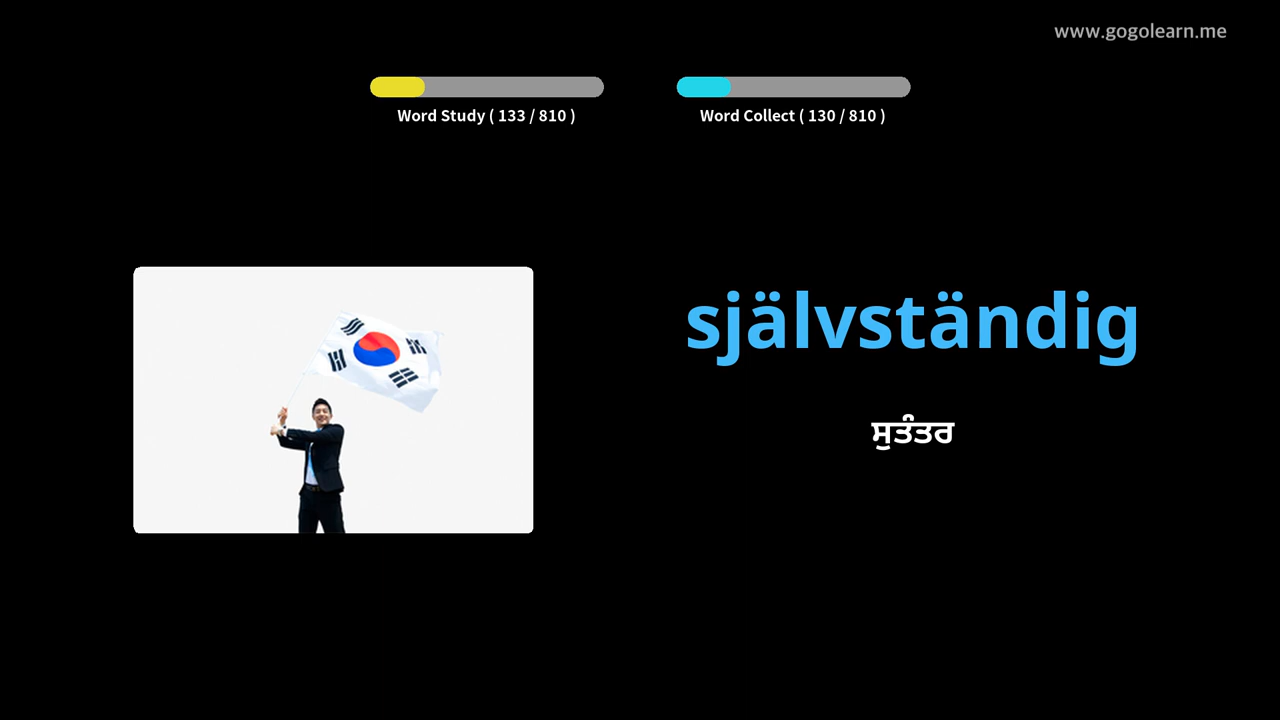 www.gogolearn.me
Word Study ( 133 / 810 )
Word Collect ( 130 / 810 )
självständig
ਸੁਤੰਤਰ